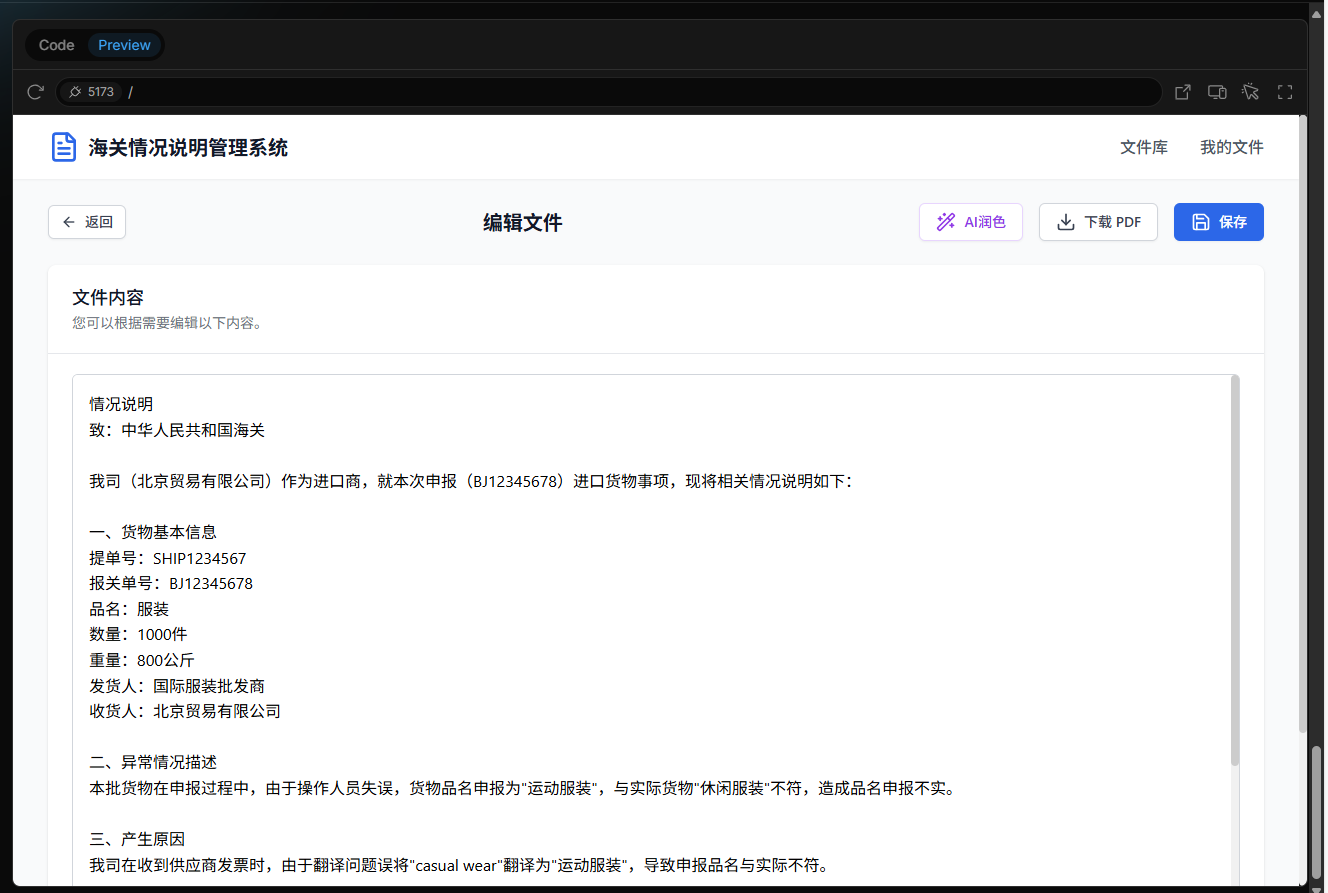 Code Preview
5173 /
海关情况说明管理系统 文件库 我的文件
返回 编辑文件 AI润色 下载 PDF 保存
文件内容
您可以根据需要编辑以下内容。
情况说明
致：中华人民共和国海关
我司（北京贸易有限公司）作为进口商，就本次申报（BJ12345678）进口货物事项，现将相关情况说明如下：
一、货物基本信息
提单号：SHIP1234567
报关单号：BJ12345678
品名：服装
数量：1000件
重量：800公斤
发货人：国际服装批发商
收货人：北京贸易有限公司
二、异常情况描述
本批货物在申报过程中，由于操作人员失误，货物品名申报为"运动服装"，与实际货物"休闲服装"不符，造成品名申报不实。
三、产生原因
我司在收到供应商发票时，由于翻译问题误将"casual wear"翻译为"运动服装"，导致申报品名与实际不符。